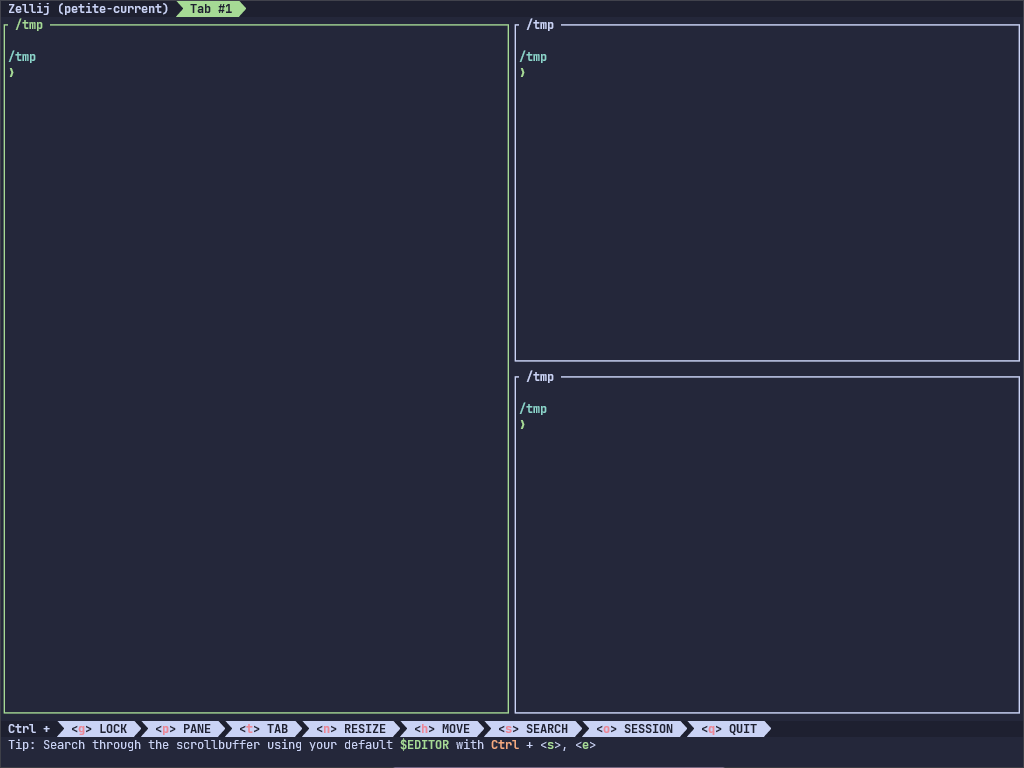 Zellij (petite-current) Tab #1
/tmp
/tmp
❯
/tmp
/tmp
❯
/tmp
/tmp
❯
Ctrl + <g> LOCK <p> PANE <t> TAB <n> RESIZE <h> MOVE <s> SEARCH <o> SESSION <q> QUIT
Tip: Search through the scrollbuffer using your default $EDITOR with Ctrl + <s>, <e>